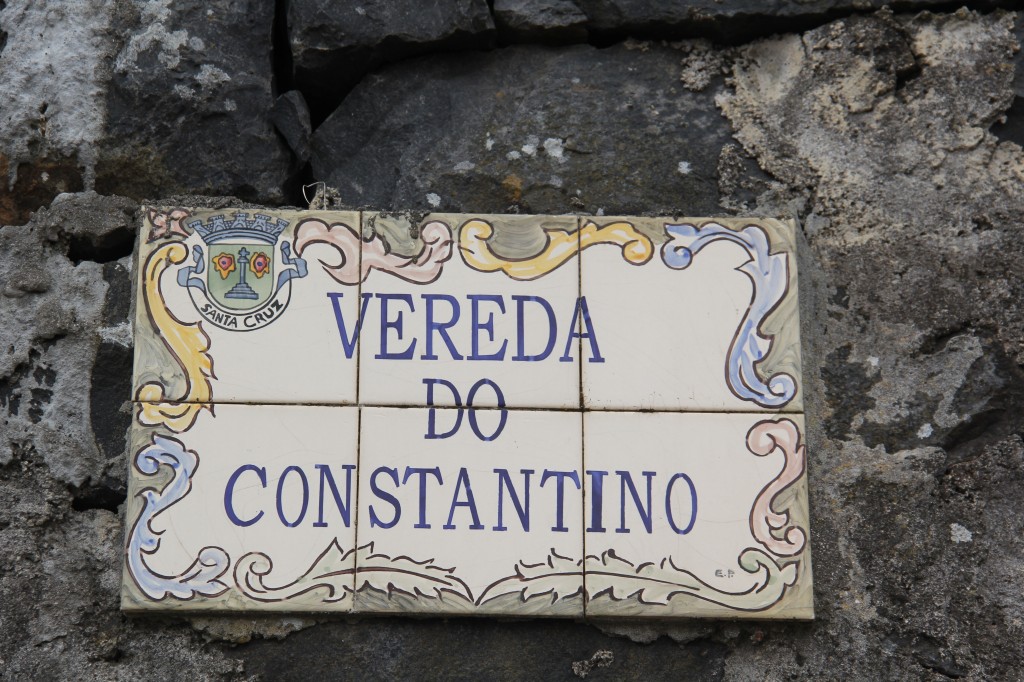 SANTA CRUZ
VEREDA
DO
CONSTANTINO
E.P.